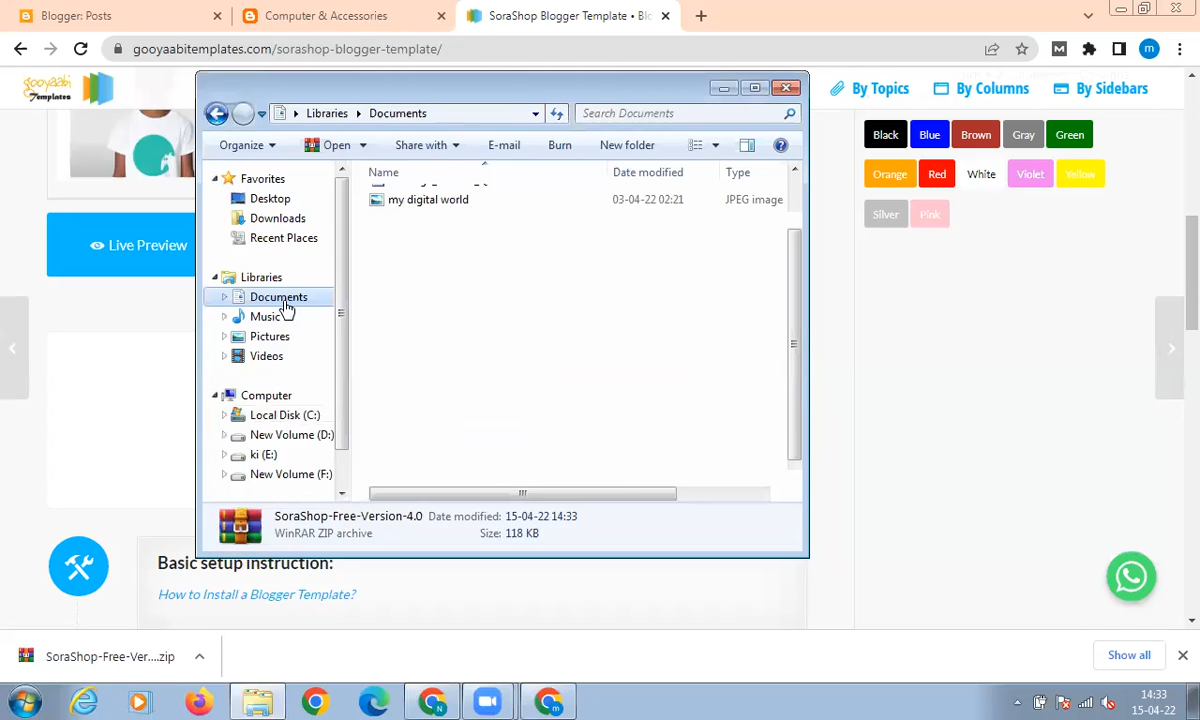 Blogger: Posts
Computer & Accessories
SoraShop Blogger Template • Blo
gooyaabitemplates.com/sorashop-blogger-template/
m
gooyaabi
Templates
By Topics
By Columns
By Sidebars
Libraries
Documents
Search Documents
Organize
Open
Share with
E-mail
Burn
New folder
Name
Date modified
Type
my digital world
03-04-22 02:21
JPEG image
Favorites
Desktop
Downloads
Recent Places
Libraries
Documents
Music
Pictures
Videos
Computer
Local Disk (C:)
New Volume (D:)
ki (E:)
New Volume (F:)
SoraShop-Free-Version-4.0 Date modified: 15-04-22 14:33
WinRAR ZIP archive Size: 118 KB
Black
Blue
Brown
Gray
Green
Orange
Red
White
Violet
Yellow
Silver
Pink
Live Preview
Basic setup instruction:
How to Install a Blogger Template?
SoraShop-Free-Ver....zip
Show all
N
m
14:33
15-04-22